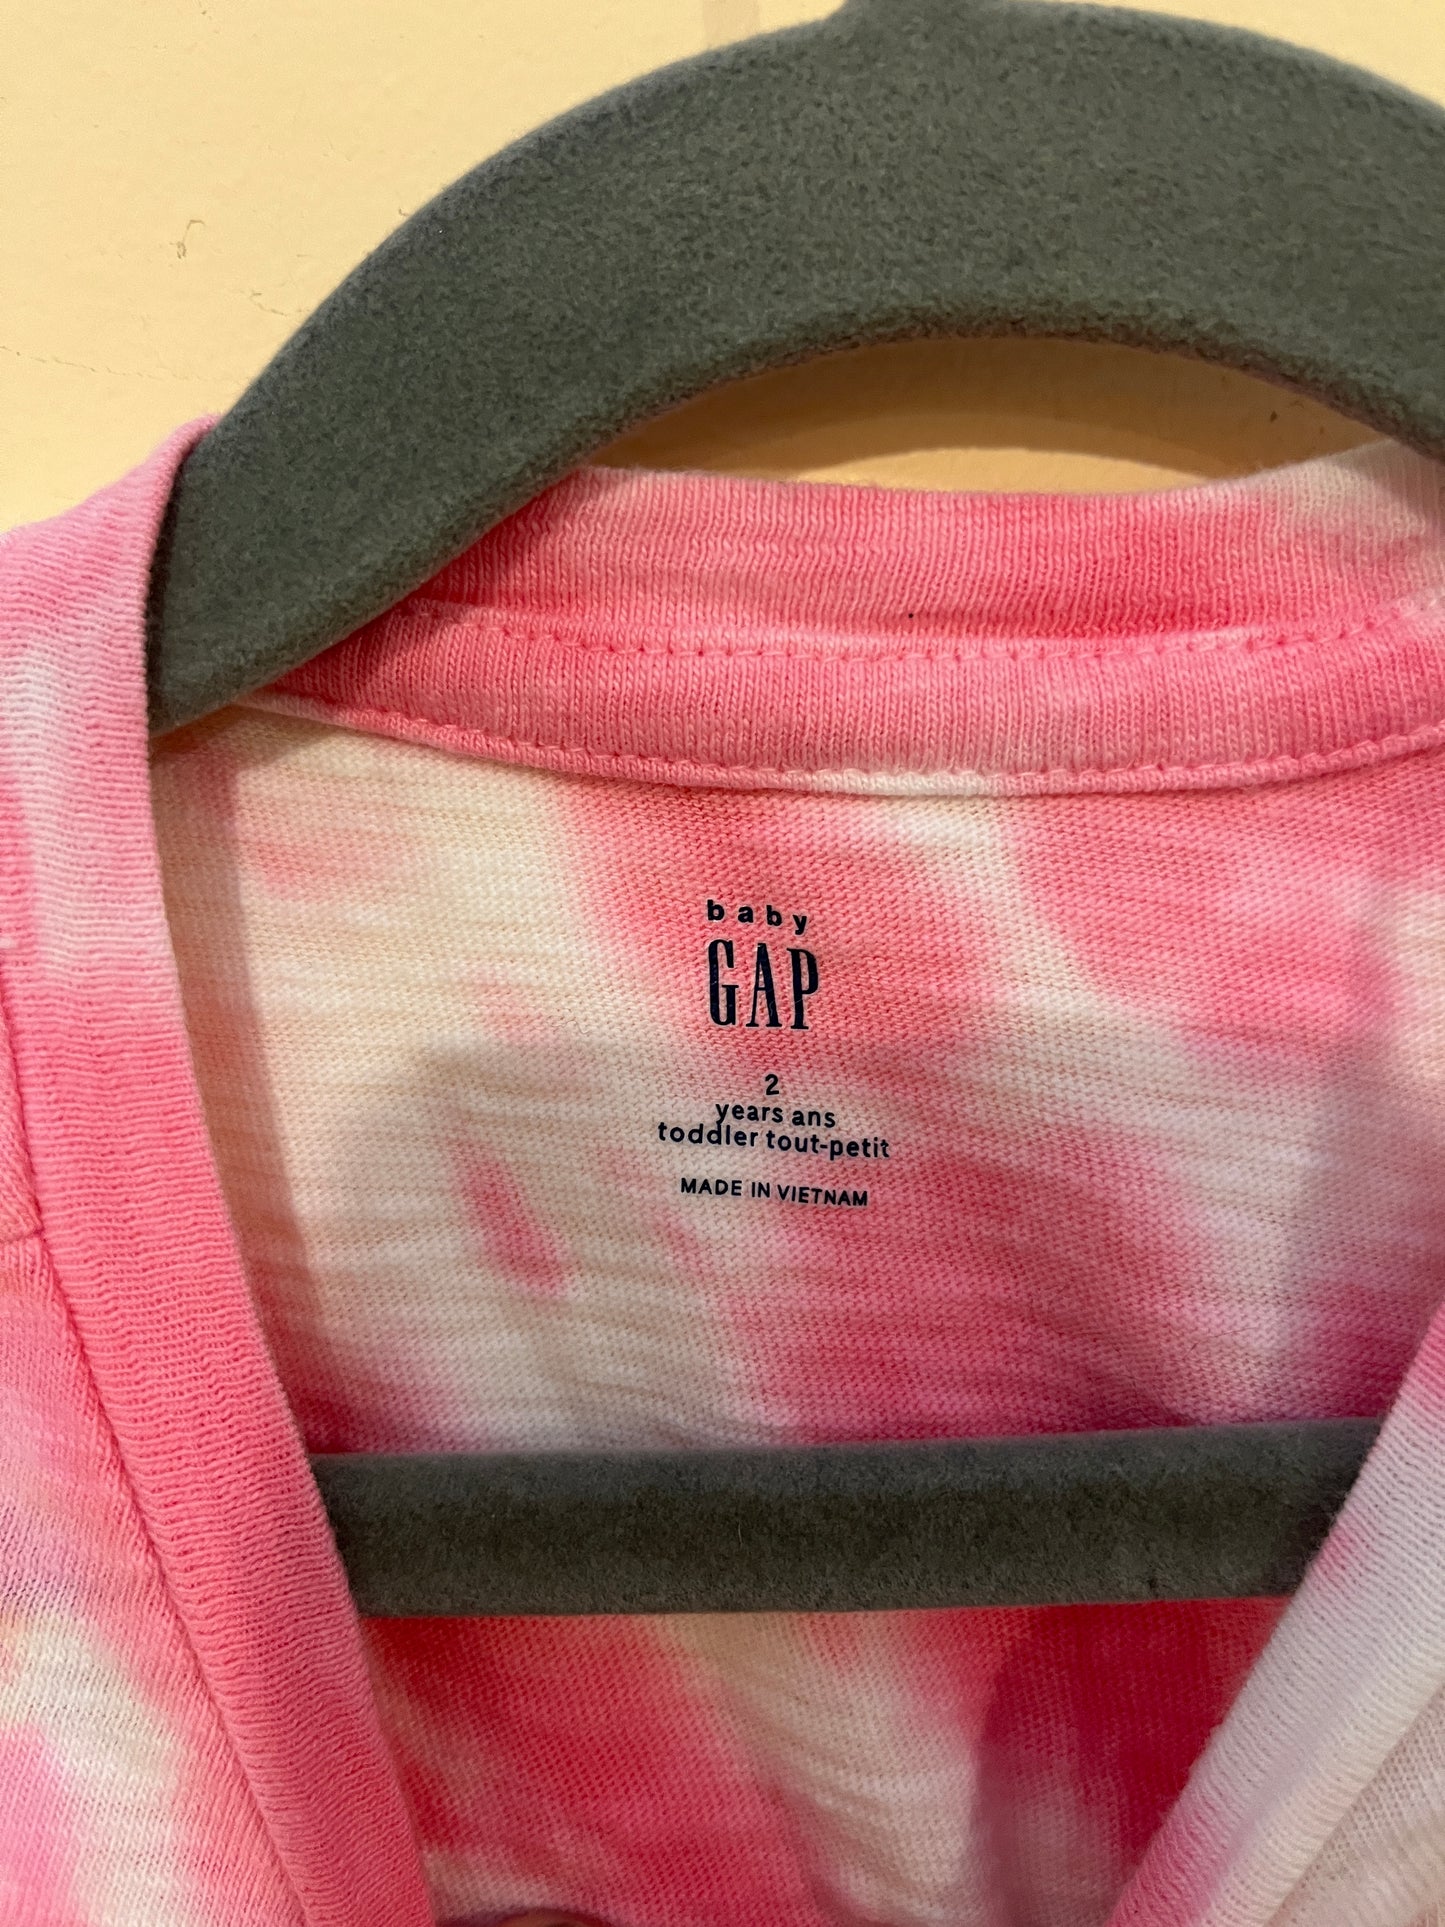 baby
GAP
2
years ans
toddler tout-petit
MADE IN VIETNAM